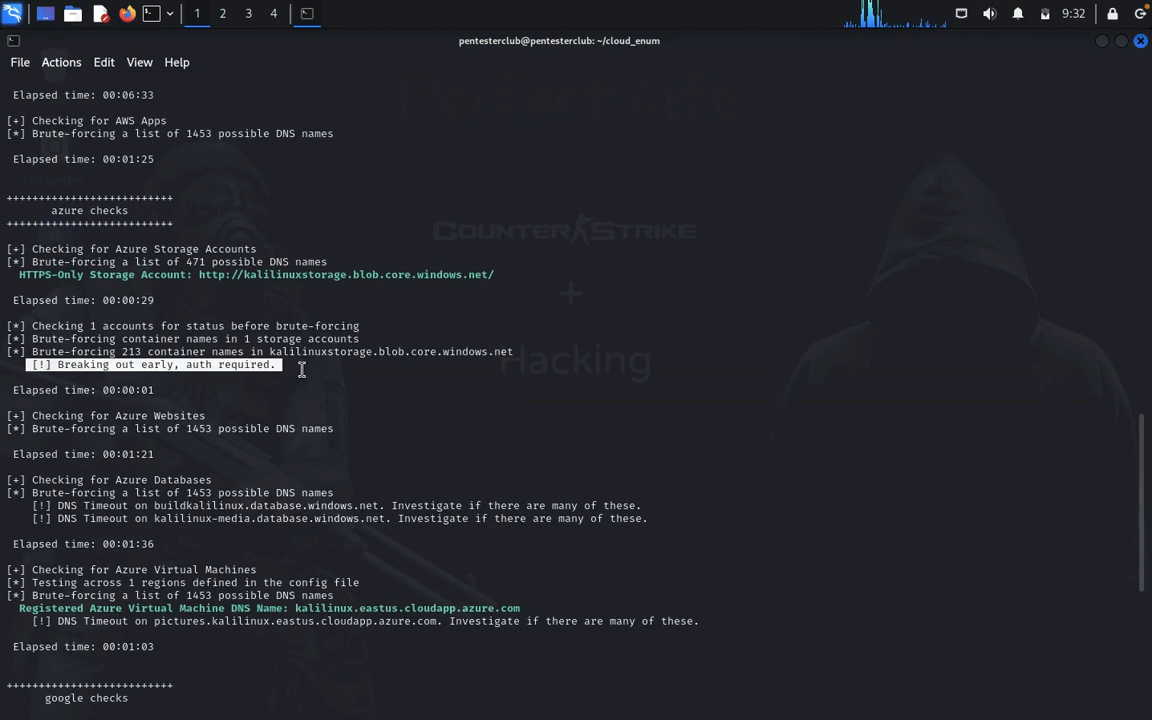 1
2
3
4
9:32
pentesterclub@pentesterclub: ~/cloud_enum
File Actions Edit View Help
Elapsed time: 00:06:33
[+] Checking for AWS Apps
[*] Brute-forcing a list of 1453 possible DNS names
Elapsed time: 00:01:25
File System
++++++++++++++++++++++++++
azure checks
++++++++++++++++++++++++++
COUNTER STRIKE
+
Hacking
[+] Checking for Azure Storage Accounts
[*] Brute-forcing a list of 471 possible DNS names
HTTPS-Only Storage Account: http://kalilinuxstorage.blob.core.windows.net/
Elapsed time: 00:00:29
[*] Checking 1 accounts for status before brute-forcing
[*] Brute-forcing container names in 1 storage accounts
[*] Brute-forcing 213 container names in kalilinuxstorage.blob.core.windows.net
[!] Breaking out early, auth required.
Elapsed time: 00:00:01
[+] Checking for Azure Websites
[*] Brute-forcing a list of 1453 possible DNS names
Elapsed time: 00:01:21
[+] Checking for Azure Databases
[*] Brute-forcing a list of 1453 possible DNS names
[!] DNS Timeout on buildkalilinux.database.windows.net. Investigate if there are many of these.
[!] DNS Timeout on kalilinux-media.database.windows.net. Investigate if there are many of these.
Elapsed time: 00:01:36
[+] Checking for Azure Virtual Machines
[*] Testing across 1 regions defined in the config file
[*] Brute-forcing a list of 1453 possible DNS names
Registered Azure Virtual Machine DNS Name: kalilinux.eastus.cloudapp.azure.com
[!] DNS Timeout on pictures.kalilinux.eastus.cloudapp.azure.com. Investigate if there are many of these.
Elapsed time: 00:01:03
++++++++++++++++++++++++++
google checks